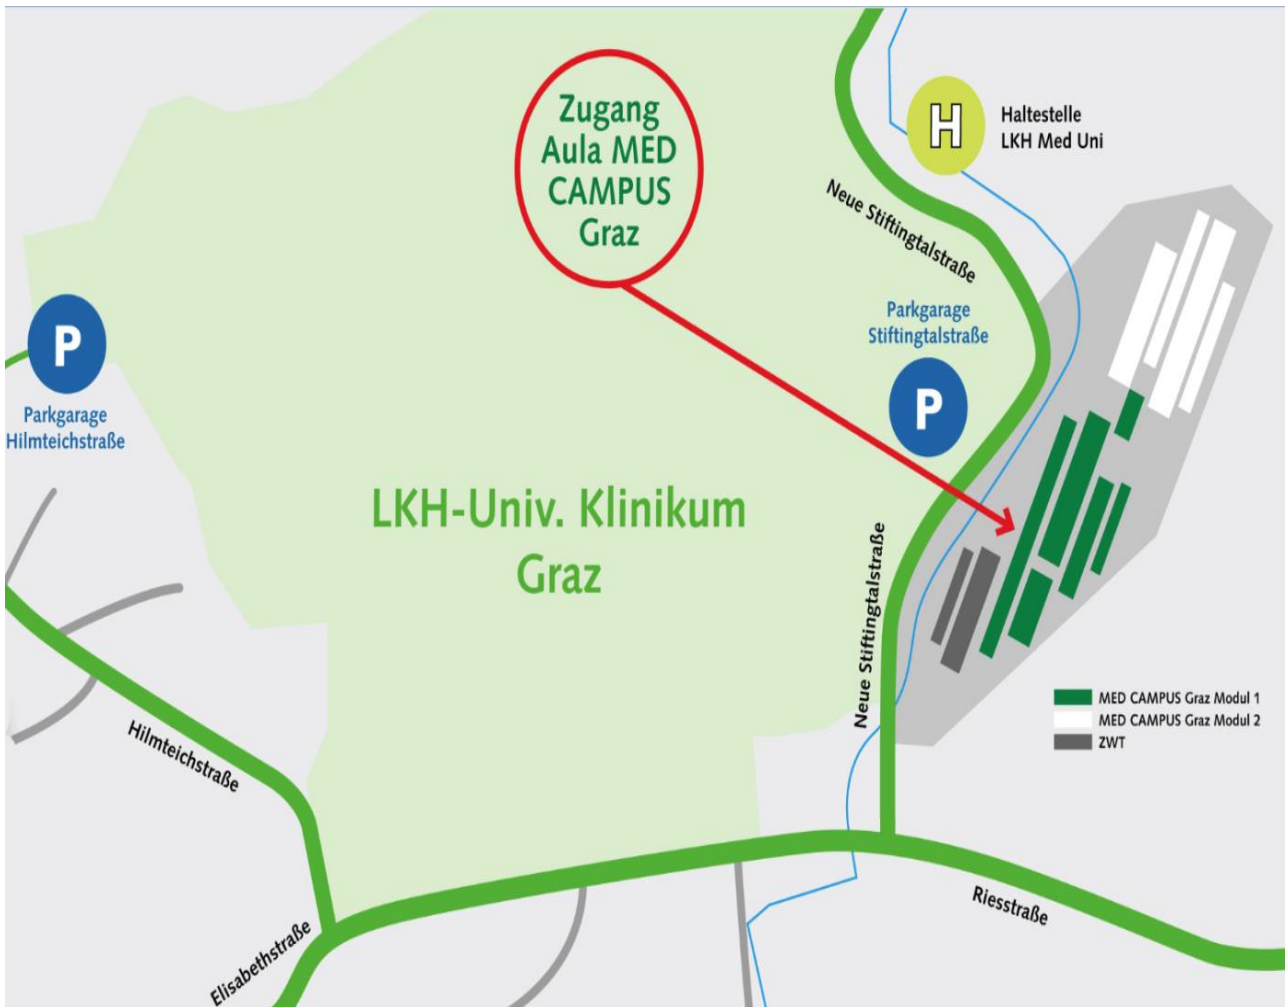 Zugang
Aula MED
CAMPUS
Graz
H
Haltestelle
LKH Med Uni
Neue Stiftingtalstraße
Parkgarage
Stiftingtalstraße
P
P
Parkgarage
Hilmteichstraße
LKH-Univ. Klinikum
Graz
Neue Stiftingtalstraße
MED CAMPUS Graz Modul 1
MED CAMPUS Graz Modul 2
ZWT
Hilmteichstraße
Riesstraße
Elisabethstraße